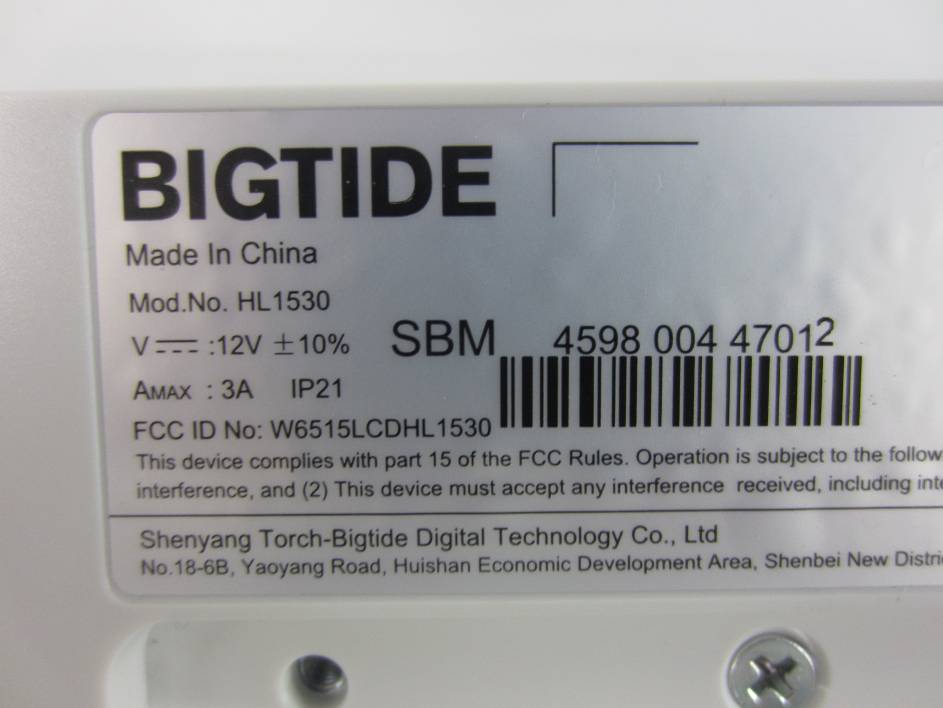 BIGTIDE
Made In China
Mod.No. HL1530
V ⎓ :12V ±10%
SBM 4598 004 47012
AMAX : 3A IP21
FCC ID No: W6515LCDHL1530
This device complies with part 15 of the FCC Rules. Operation is subject to the follow
interference, and (2) This device must accept any interference received, including inte
Shenyang Torch-Bigtide Digital Technology Co., Ltd
No.18-6B, Yaoyang Road, Huishan Economic Development Area, Shenbei New Distri